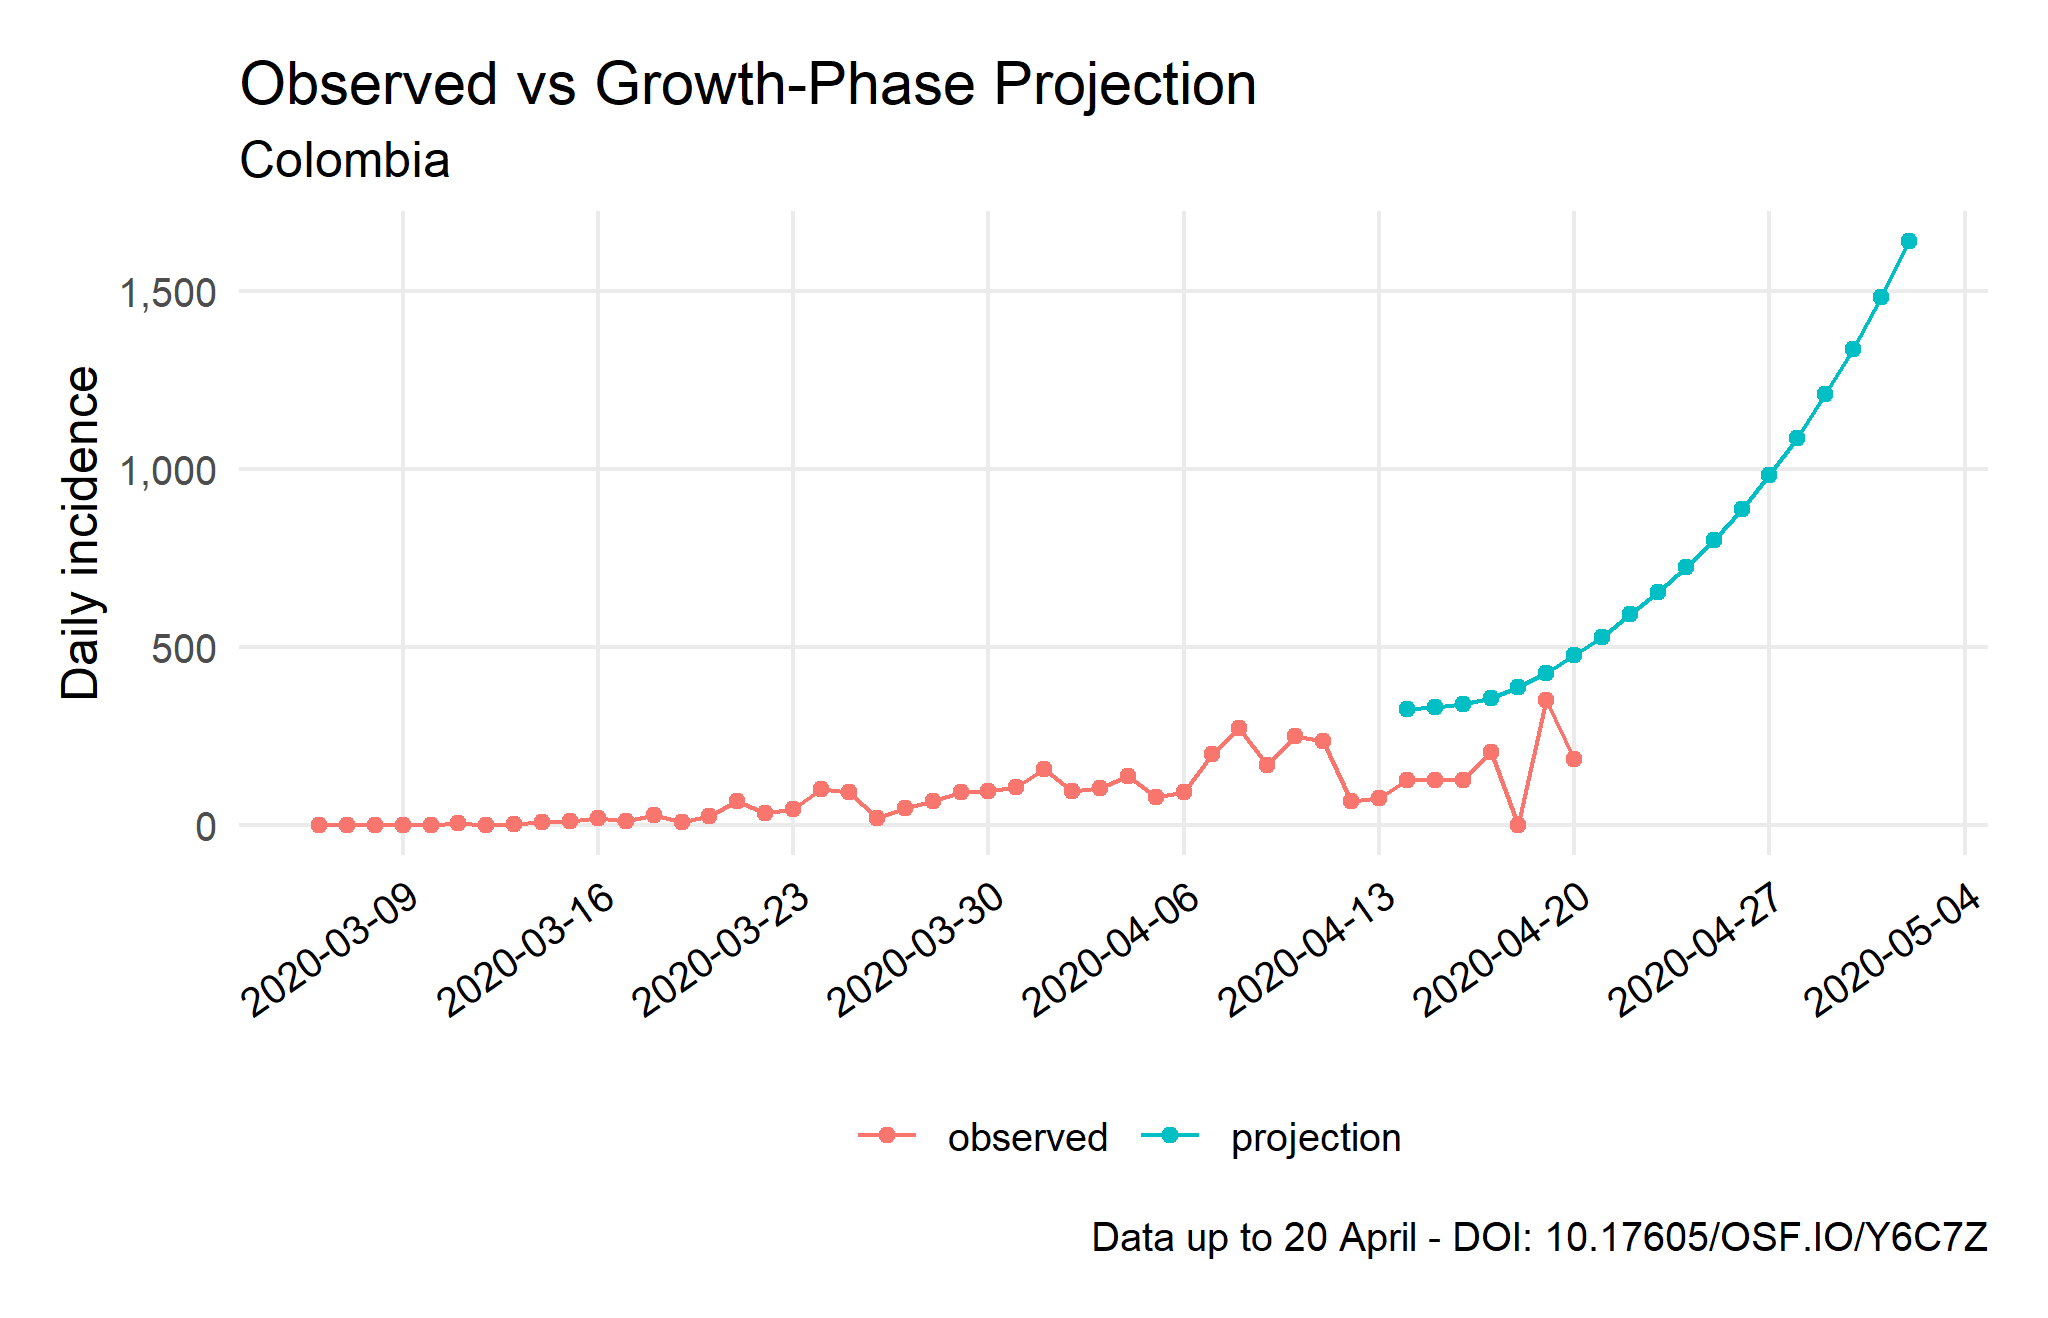 Observed vs Growth-Phase Projection
Colombia
Daily incidence
1,500
1,000
500
0
2020-03-09
2020-03-16
2020-03-23
2020-03-30
2020-04-06
2020-04-13
2020-04-20
2020-04-27
2020-05-04
observed
projection
Data up to 20 April - DOI: 10.17605/OSF.IO/Y6C7Z